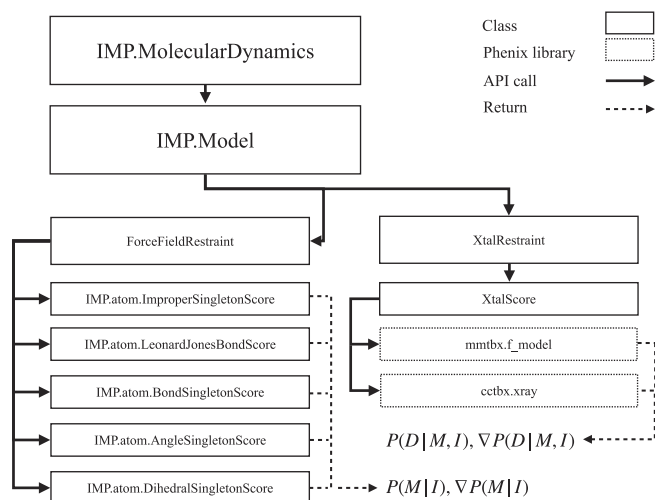 IMP.MolecularDynamics
IMP.Model
Class
Phenix library
API call
Return
ForceFieldRestraint
IMP.atom.ImproperSingletonScore
IMP.atom.LeonardJonesBondScore
IMP.atom.BondSingletonScore
IMP.atom.AngleSingletonScore
IMP.atom.DihedralSingletonScore
XtalRestraint
XtalScore
mmtbx.f_model
cctbx.xray
P(D|M,I), ∇P(D|M,I)
P(M|I), ∇P(M|I)